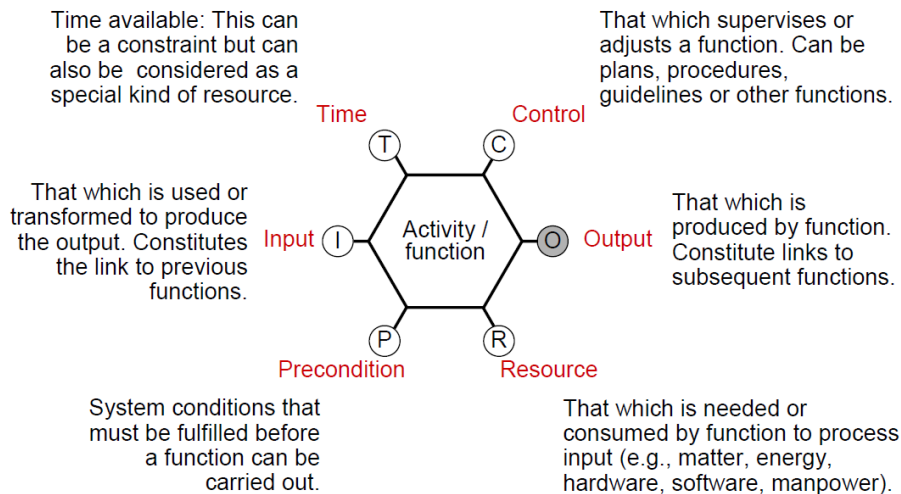 Time available: This can
be a constraint but can
also be considered as a
special kind of resource.
That which supervises or
adjusts a function. Can be
plans, procedures,
guidelines or other functions.
Time
Control
T
C
That which is used or
transformed to produce
the output. Constitutes
the link to previous
functions.
Input
I
Activity /
function
O
Output
That which is
produced by function.
Constitute links to
subsequent functions.
P
R
Precondition
Resource
System conditions that
must be fulfilled before
a function can be
carried out.
That which is needed or
consumed by function to process
input (e.g., matter, energy,
hardware, software, manpower).